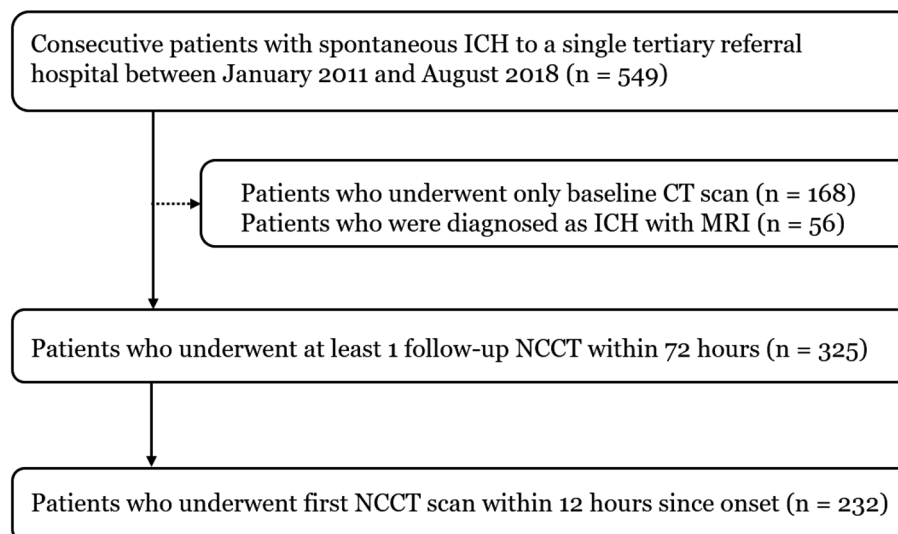 Consecutive patients with spontaneous ICH to a single tertiary referral
hospital between January 2011 and August 2018 (n = 549)
Patients who underwent only baseline CT scan (n = 168)
Patients who were diagnosed as ICH with MRI (n = 56)
Patients who underwent at least 1 follow-up NCCT within 72 hours (n = 325)
Patients who underwent first NCCT scan within 12 hours since onset (n = 232)